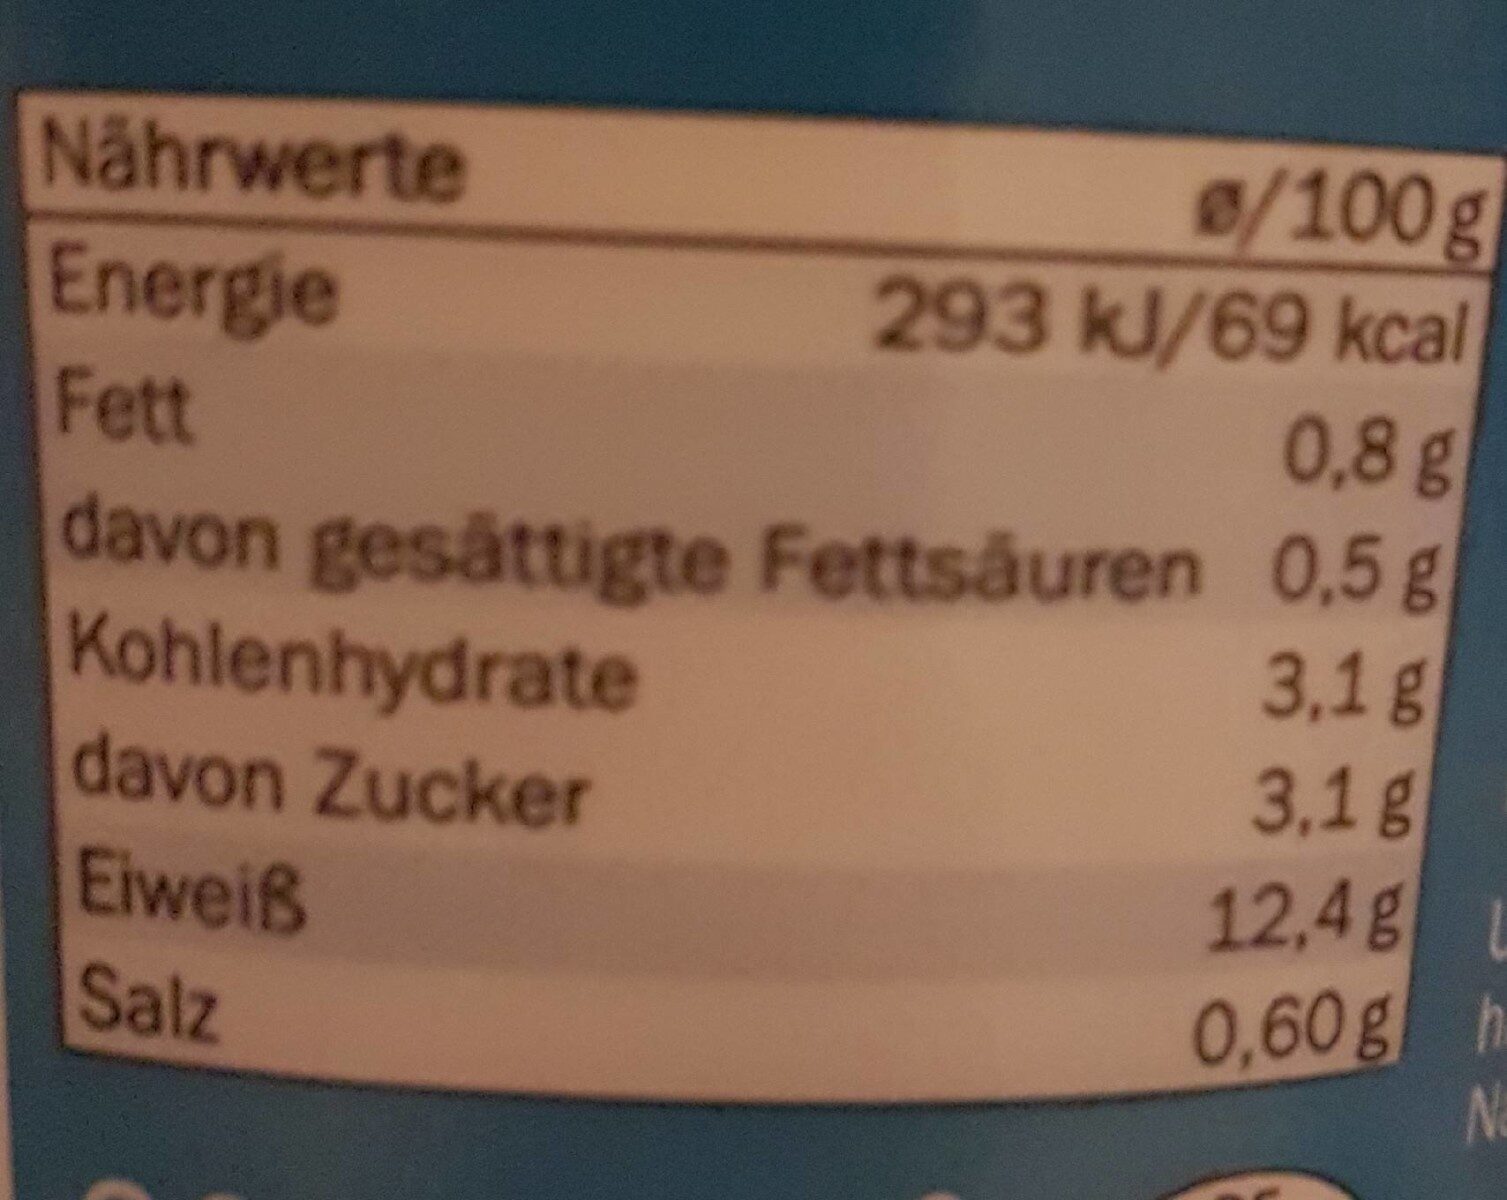 Nährwerte ø/100g
Energie 293 kJ/69 kcal
Fett 0,8 g
davon gesättigte Fettsäuren 0,5 g
Kohlenhydrate 3,1 g
davon Zucker 3,1 g
Eiweiß 12,4 g
Salz 0,60 g